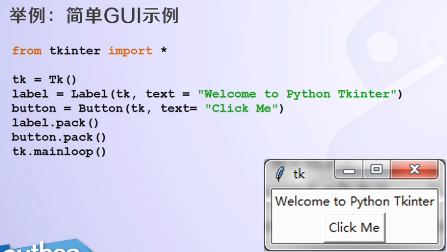 举例：简单GUI示例
from tkinter import *
tk = Tk()
label = Label(tk, text = "Welcome to Python Tkinter")
button = Button(tk, text= "Click Me")
label.pack()
button.pack()
tk.mainloop()
tk
Welcome to Python Tkinter
Click Me